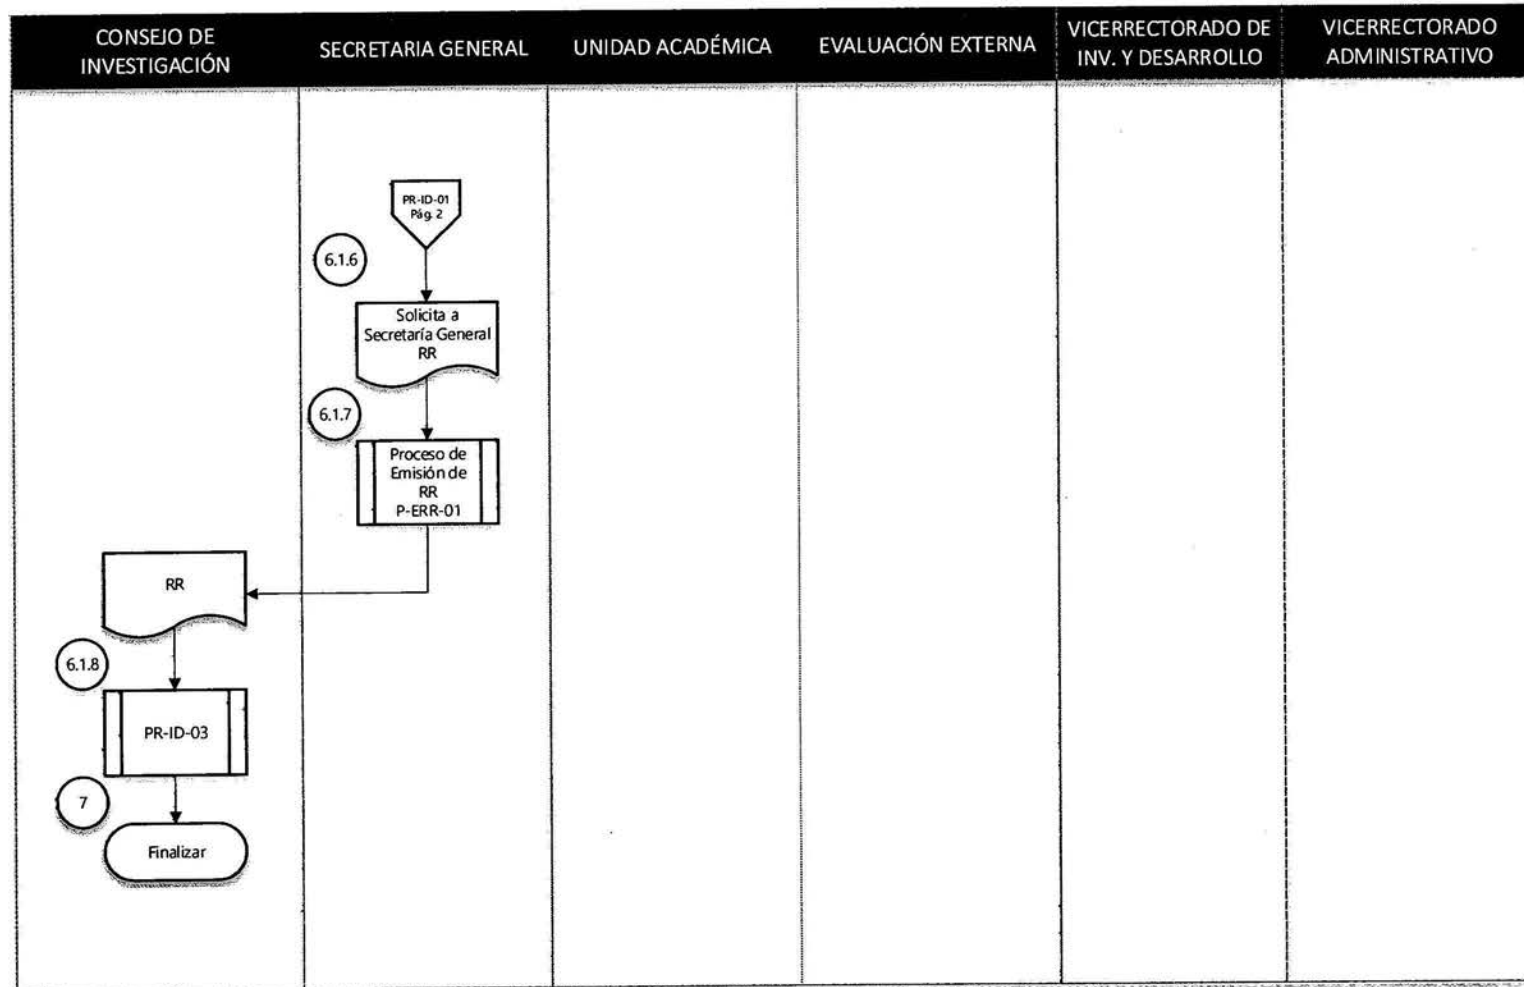 CONSEJO DE
INVESTIGACIÓN
SECRETARIA GENERAL
UNIDAD ACADÉMICA
EVALUACIÓN EXTERNA
VICERRECTORADO DE
INV. Y DESARROLLO
VICERRECTORADO
ADMINISTRATIVO
PR-ID-01
Pág. 2
6.1.6
Solicita a
Secretaría General
RR
6.1.7
Proceso de
Emisión de
RR
P-ERR-01
RR
6.1.8
PR-ID-03
7
Finalizar